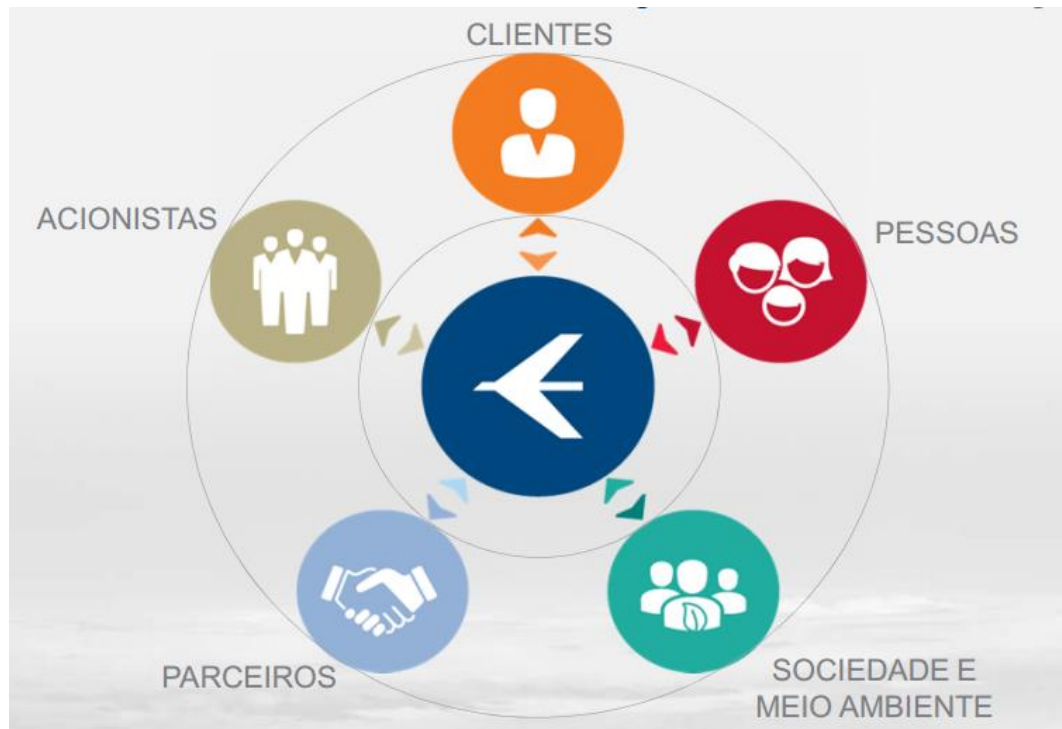 CLIENTES
ACIONISTAS
PESSOAS
PARCEIROS
SOCIEDADE E
MEIO AMBIENTE